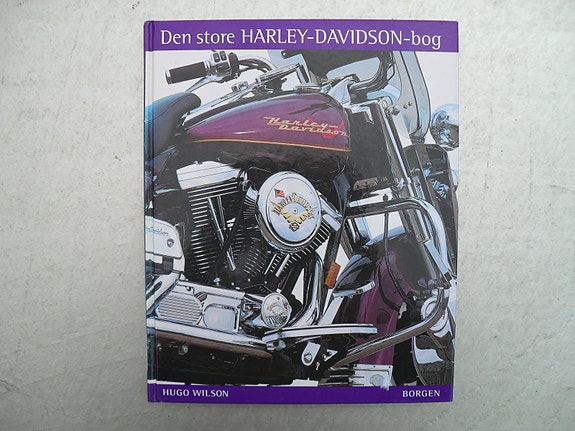 Den store HARLEY-DAVIDSON-bog
Harley-
Davidson
HUGO WILSON
BORGEN